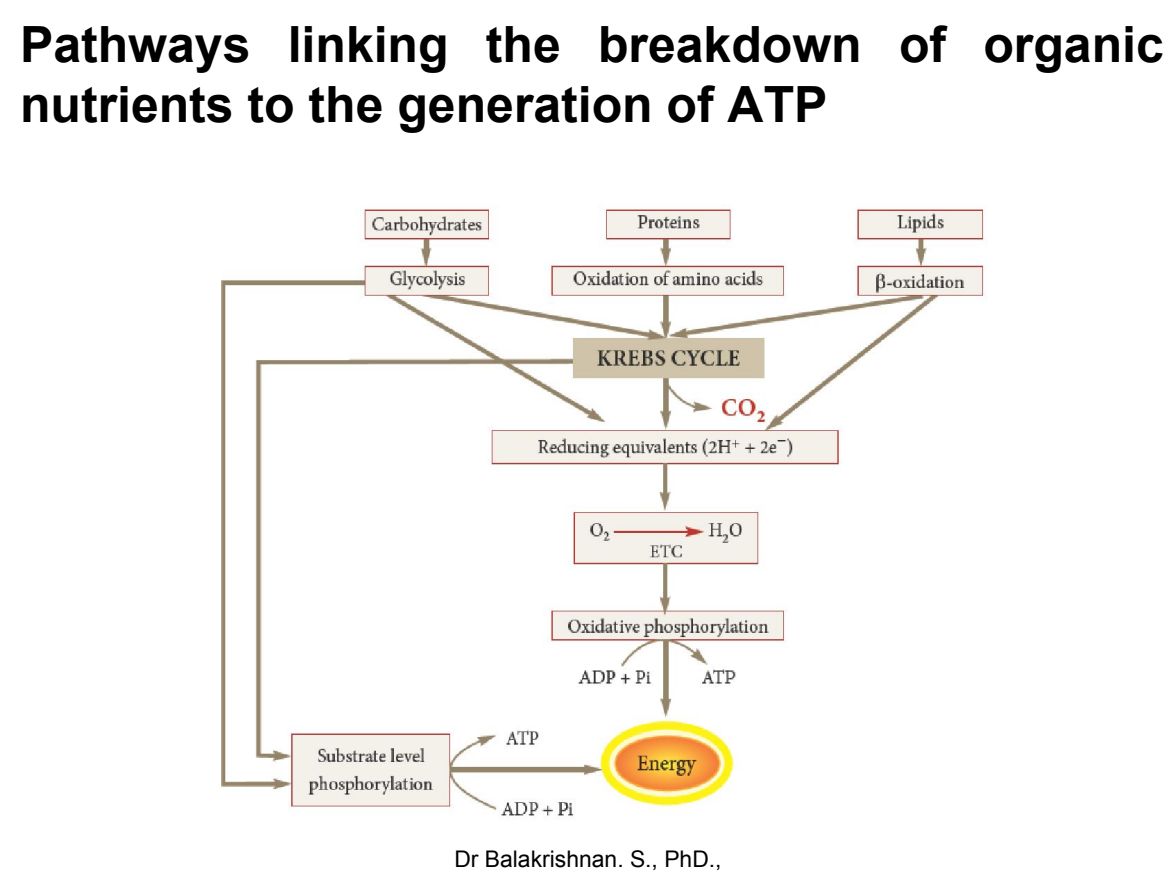 Pathways linking the breakdown of organic
nutrients to the generation of ATP
Carbohydrates
Proteins
Lipids
Glycolysis
Oxidation of amino acids
β-oxidation
KREBS CYCLE
CO₂
Reducing equivalents (2H⁺ + 2e⁻)
O₂ H₂O
ETC
Oxidative phosphorylation
ADP + Pi
ATP
ATP
Substrate level
phosphorylation
Energy
ADP + Pi
Dr Balakrishnan. S., PhD.,